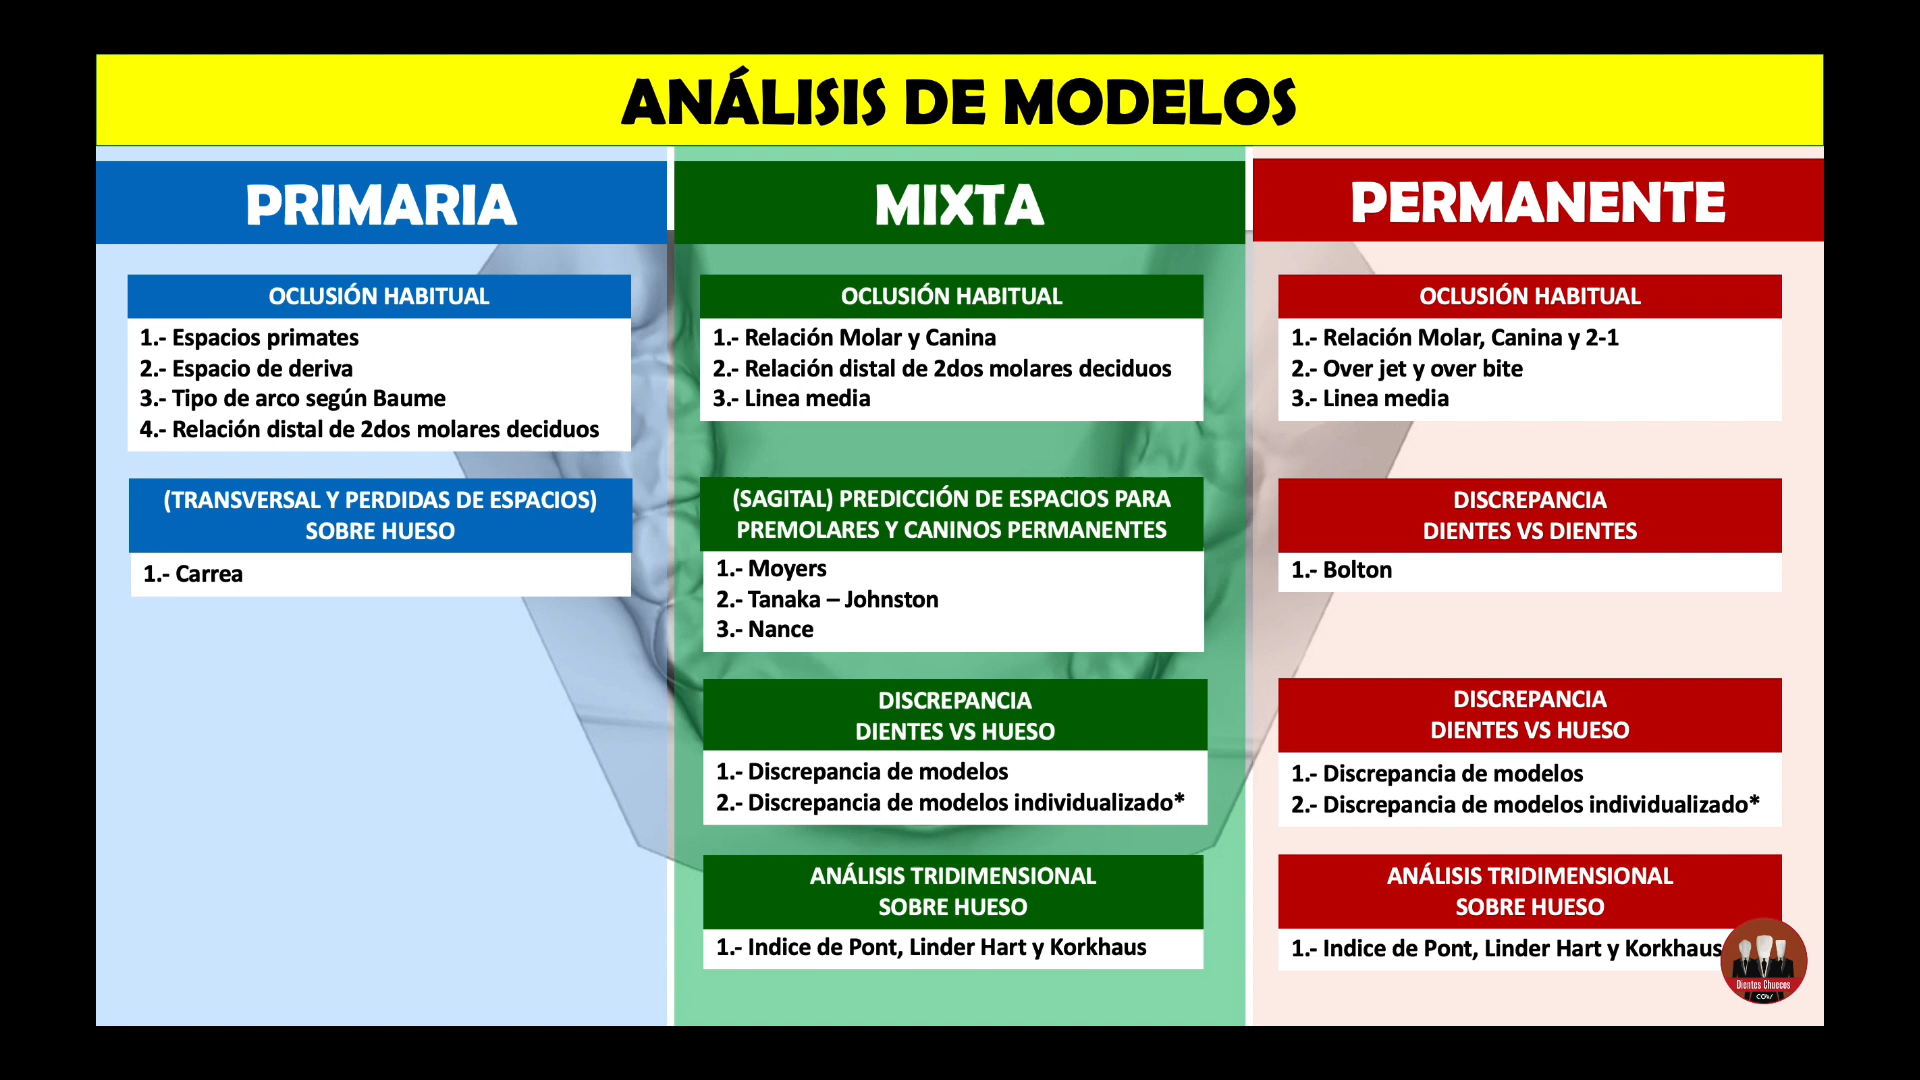 ANÁLISIS DE MODELOS
PRIMARIA
OCLUSIÓN HABITUAL
1.- Espacios primates
2.- Espacio de deriva
3.- Tipo de arco según Baume
4.- Relación distal de 2dos molares deciduos
(TRANSVERSAL Y PERDIDAS DE ESPACIOS)
SOBRE HUESO
1.- Carrea
MIXTA
OCLUSIÓN HABITUAL
1.- Relación Molar y Canina
2.- Relación distal de 2dos molares deciduos
3.- Linea media
(SAGITAL) PREDICCIÓN DE ESPACIOS PARA
PREMOLARES Y CANINOS PERMANENTES
1.- Moyers
2.- Tanaka – Johnston
3.- Nance
DISCREPANCIA
DIENTES VS HUESO
1.- Discrepancia de modelos
2.- Discrepancia de modelos individualizado*
ANÁLISIS TRIDIMENSIONAL
SOBRE HUESO
1.- Indice de Pont, Linder Hart y Korkhaus
PERMANENTE
OCLUSIÓN HABITUAL
1.- Relación Molar, Canina y 2-1
2.- Over jet y over bite
3.- Linea media
DISCREPANCIA
DIENTES VS DIENTES
1.- Bolton
DISCREPANCIA
DIENTES VS HUESO
1.- Discrepancia de modelos
2.- Discrepancia de modelos individualizado*
ANÁLISIS TRIDIMENSIONAL
SOBRE HUESO
1.- Indice de Pont, Linder Hart y Korkhaus
Dientes Chuecos